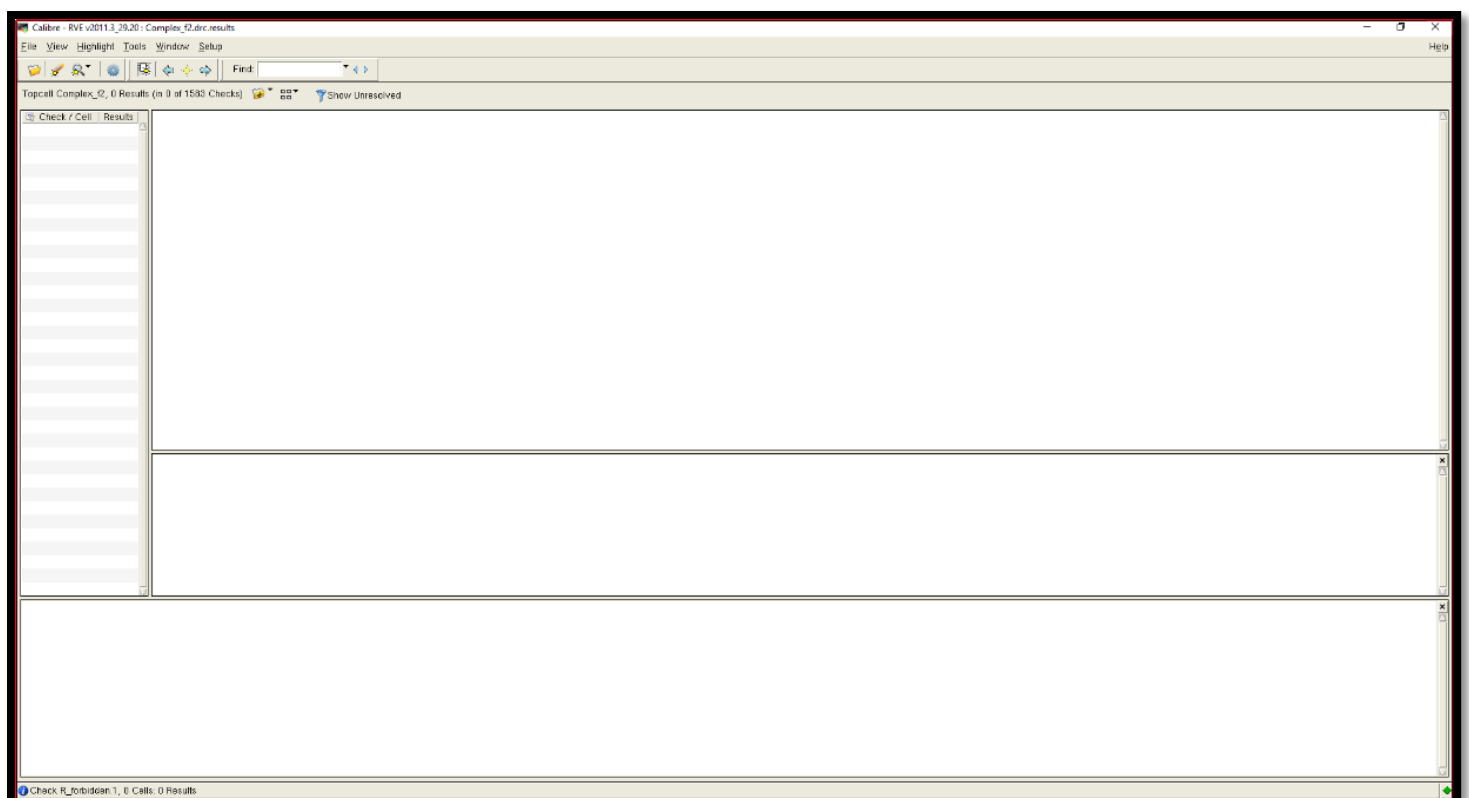 Calibre - RVE v2011.3_29.20 : Complex_f2.drc.results
File View Highlight Tools Window Setup Help
Find:
Topcell Complex_f2, 0 Results (in 0 of 1583 Checks) Show Unresolved
Check / Cell Results
Check R_forbidden.1, 0 Cells: 0 Results